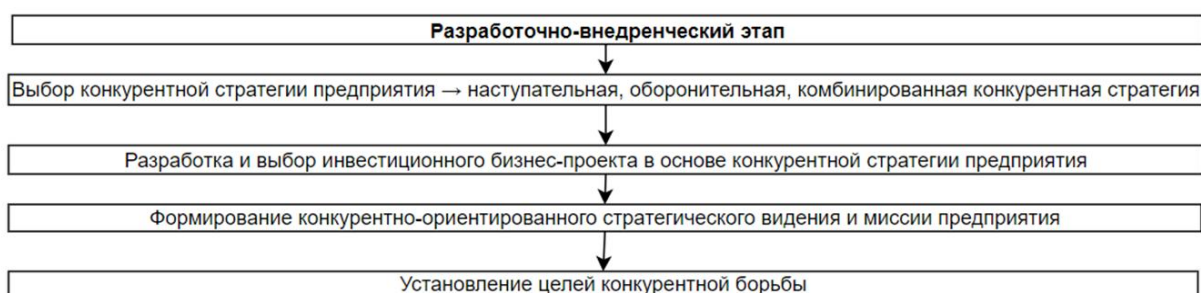 Разработочно-внедренческий этап
Выбор конкурентной стратегии предприятия → наступательная, оборонительная, комбинированная конкурентная стратегия
Разработка и выбор инвестиционного бизнес-проекта в основе конкурентной стратегии предприятия
Формирование конкурентно-ориентированного стратегического видения и миссии предприятия
Установление целей конкурентной борьбы